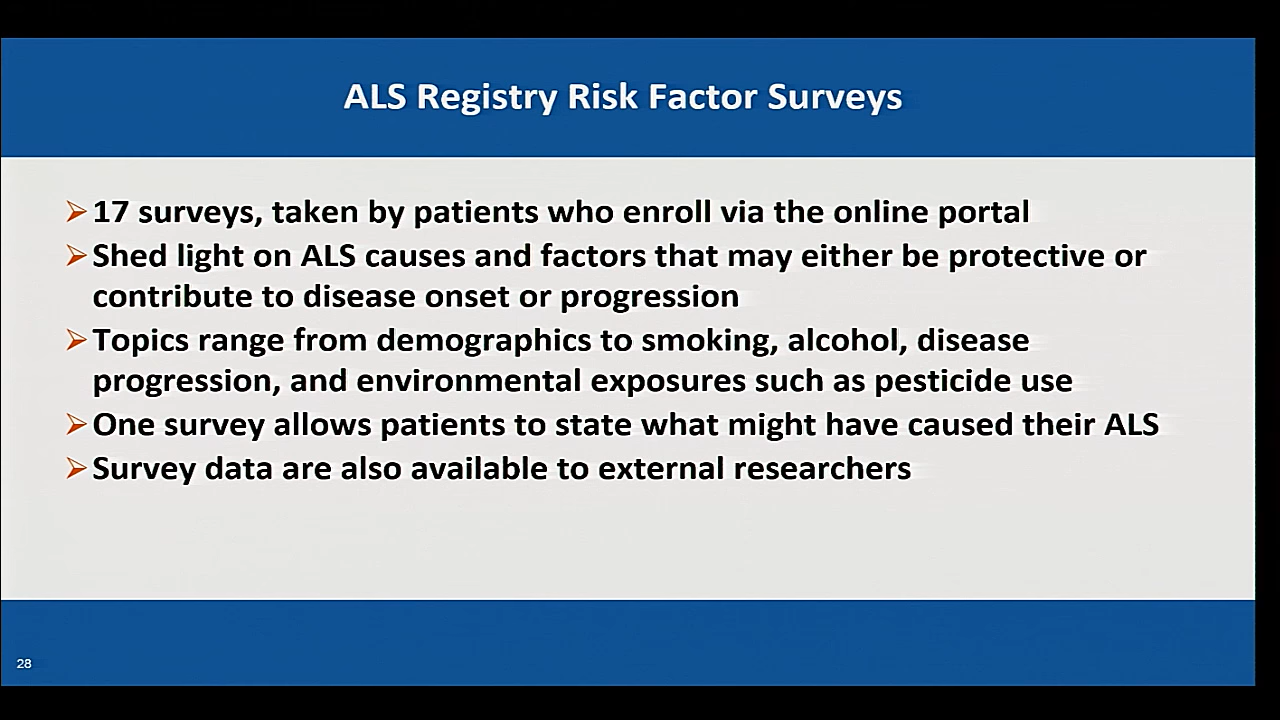 ALS Registry Risk Factor Surveys
➢17 surveys, taken by patients who enroll via the online portal
➢Shed light on ALS causes and factors that may either be protective or
contribute to disease onset or progression
➢Topics range from demographics to smoking, alcohol, disease
progression, and environmental exposures such as pesticide use
➢One survey allows patients to state what might have caused their ALS
➢Survey data are also available to external researchers
28